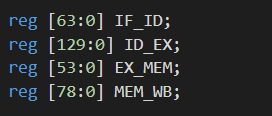 reg [63:0] IF_ID;
reg [129:0] ID_EX;
reg [53:0] EX_MEM;
reg [78:0] MEM_WB;